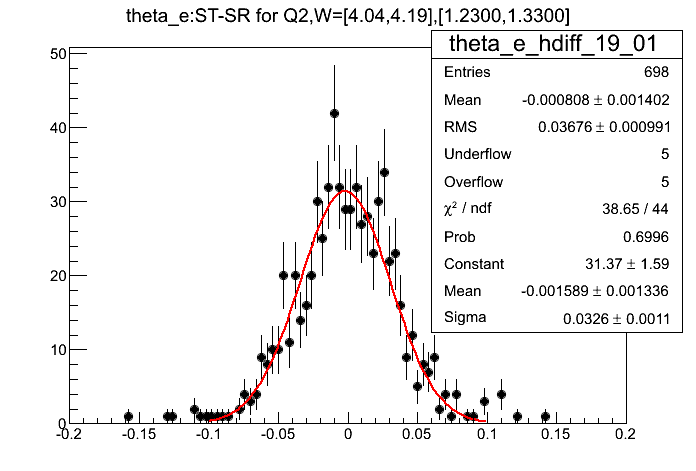 theta_e:ST-SR for Q2,W=[4.04,4.19],[1.2300,1.3300]
theta_e_hdiff_19_01
Entries 698
Mean -0.000808 ± 0.001402
RMS 0.03676 ± 0.000991
Underflow 5
Overflow 5
χ² / ndf 38.65 / 44
Prob 0.6996
Constant 31.37 ± 1.59
Mean -0.001589 ± 0.001336
Sigma 0.0326 ± 0.0011
50
40
30
20
10
0
-0.2 -0.15 -0.1 -0.05 0 0.05 0.1 0.15 0.2